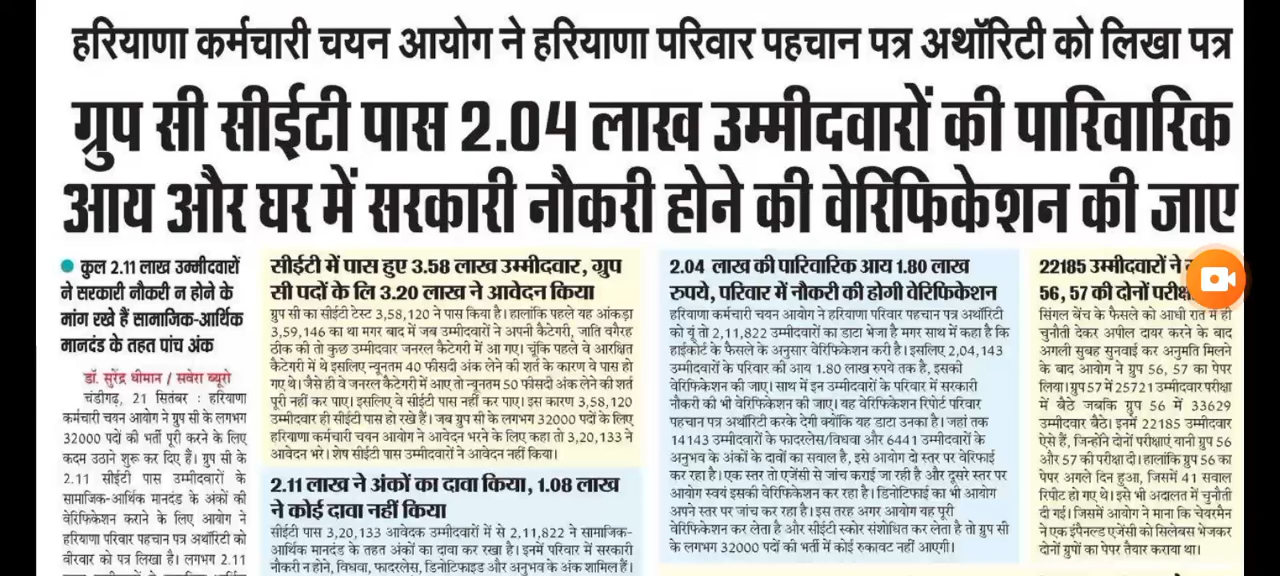 हरियाणा कर्मचारी चयन आयोग ने हरियाणा परिवार पहचान पत्र अथॉरिटी को लिखा पत्र
ग्रुप सी सीईटी पास 2.04 लाख उम्मीदवारों की पारिवारिक
आय और घर में सरकारी नौकरी होने की वेरिफिकेशन की जाए
कुल 2.11 लाख उम्मीदवारों
ने सरकारी नौकरी न होने के
मांग रखे हैं सामाजिक-आर्थिक
मानदंड के तहत पांच अंक
डॉ. सुरेंद्र धीमान / सवेरा ब्यूरो
चंडीगढ़, 21 सितंबर : हरियाणा
कर्मचारी चयन आयोग ने ग्रुप सी के लगभग
32000 पदों की भर्ती पूरी करने के लिए
कदम उठाने शुरू कर दिए हैं। ग्रुप सी के
2.11 सीईटी पास उम्मीदवारों के
सामाजिक-आर्थिक मानदंड के अंकों की
वेरिफिकेशन कराने के लिए आयोग ने
हरियाणा परिवार पहचान पत्र अथॉरिटी को
वीरवार को पत्र लिखा है। लगभग 2.11
सीईटी में पास हुए 3.58 लाख उम्मीदवार, ग्रुप
सी पदों के लि 3.20 लाख ने आवेदन किया
ग्रुप सी का सीईटी टेस्ट 3,58,120 ने पास किया है। हालांकि पहले यह आंकड़ा
3,59,146 का था मगर बाद में जब उम्मीदवारों ने अपनी कैटेगरी, जाति वगैरह
ठीक की तो कुछ उम्मीदवार जनरल कैटेगरी में आ गए। चूंकि पहले वे आरक्षित
कैटेगरी में थे इसलिए न्यूनतम 40 फीसदी अंक लेने की शर्त के कारण वे पास हो
गए थे। जैसे ही वे जनरल कैटेगरी में आए तो न्यूनतम 50 फीसदी अंक लेने की शर्त
पूरी नहीं कर पाए। इसलिए वे सीईटी पास नहीं कर पाए। इस कारण 3,58,120
उम्मीदवार ही सीईटी पास हो रखे हैं। जब ग्रुप सी के लगभग 32000 पदों के लिए
हरियाणा कर्मचारी चयन आयोग ने आवेदन भरने के लिए कहा तो 3,20,133 ने
आवेदन भरे। शेष सीईटी पास उम्मीदवारों ने आवेदन नहीं किया।
2.11 लाख ने अंकों का दावा किया, 1.08 लाख
ने कोई दावा नहीं किया
सीईटी पास 3,20,133 आवेदक उम्मीदवारों में से 2,11,822 ने सामाजिक-
आर्थिक मानदंड के तहत अंकों का दावा कर रखा है। इनमें परिवार में सरकारी
नौकरी न होने, विधवा, फादरलेस, डिनोटिफाइड और अनुभव के अंक शामिल हैं।
2.04 लाख की पारिवारिक आय 1.80 लाख
रुपये, परिवार में नौकरी की होगी वेरिफिकेशन
हरियाणा कर्मचारी चयन आयोग ने हरियाणा परिवार पहचान पत्र अथॉरिटी
को यूं तो 2,11,822 उम्मीदवारों का डाटा भेजा है मगर साथ में कहा है कि
हाईकोर्ट के फैसले के अनुसार वेरिफिकेशन करी है। इसलिए 2,04,143
उम्मीदवारों के परिवार की आय 1.80 लाख रुपये तक है, इसकी
वेरिफिकेशन की जाए। साथ में इन उम्मीदवारों के परिवार में सरकारी
नौकरी की भी वेरिफिकेशन की जाए। यह वेरिफिकेशन रिपोर्ट परिवार
पहचान पत्र अथॉरिटी करके देगी क्योंकि यह डाटा उनका है। जहां तक
14143 उम्मीदवारों के फादरलेस/विधवा और 6441 उम्मीदवारों के
अनुभव के अंकों के दावों का सवाल है, इसे आयोग दो स्तर पर वेरिफाई
कर रहा है। एक स्तर तो एजेंसी से जांच कराई जा रही है और दूसरे स्तर पर
आयोग स्वयं इसकी वेरिफिकेशन कर रहा है। डिनोटिफाई का भी आयोग
अपने स्तर पर जांच कर रहा है। इस तरह अगर आयोग यह पूरी
वेरिफिकेशन कर लेता है और सीईटी स्कोर संशोधित कर लेता है तो ग्रुप सी
के लगभग 32000 पदों की भर्ती में कोई रुकावट नहीं आएगी।
22185 उम्मीदवारों ने
56, 57 की दोनों परीक्षा
सिंगल बेंच के फैसले को आधी रात में ही
चुनौती देकर अपील दायर करने के बाद
अगली सुबह सुनवाई कर अनुमति मिलने
के बाद आयोग ने ग्रुप 56, 57 का पेपर
लिया। ग्रुप 57 में 25721 उम्मीदवार परीक्षा
में बैठे जबकि ग्रुप 56 में 33629
उम्मीदवार बैठे। इनमें 22185 उम्मीदवार
ऐसे हैं, जिन्होंने दोनों परीक्षाएं यानी ग्रुप 56
और 57 की परीक्षा दी। हालांकि ग्रुप 56 का
पेपर अगले दिन हुआ, जिसमें 41 सवाल
रिपीट हो गए थे। इसे भी अदालत में चुनौती
दी गई। जिसमें आयोग ने माना कि चेयरमैन
ने एक इंपैनल्ड एजेंसी को सिलेबस भेजकर
दोनों ग्रुपों का पेपर तैयार कराया था।